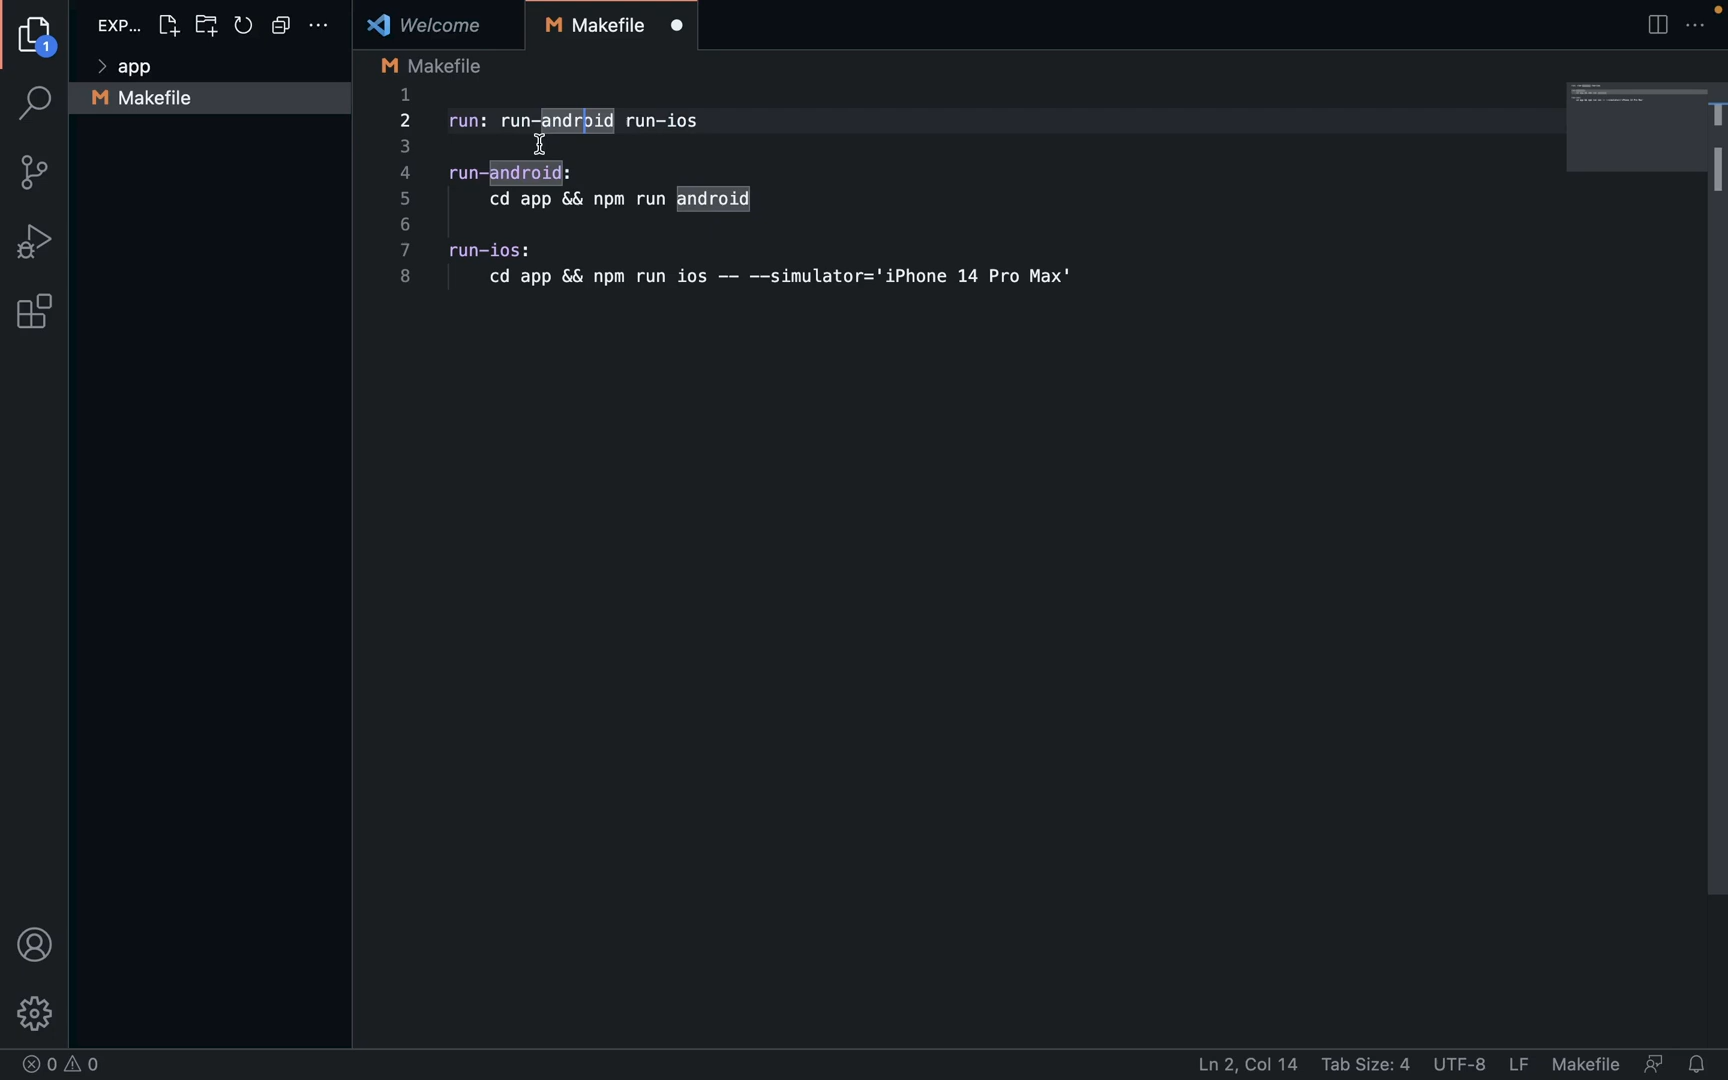 EXP...
Welcome
Makefile
1
app
Makefile
Makefile
1
2 run: run-android run-ios
3
4 run-android:
5 cd app && npm run android
6
7 run-ios:
8 cd app && npm run ios -- --simulator='iPhone 14 Pro Max'
0 0
Ln 2, Col 14
Tab Size: 4
UTF-8
LF
Makefile